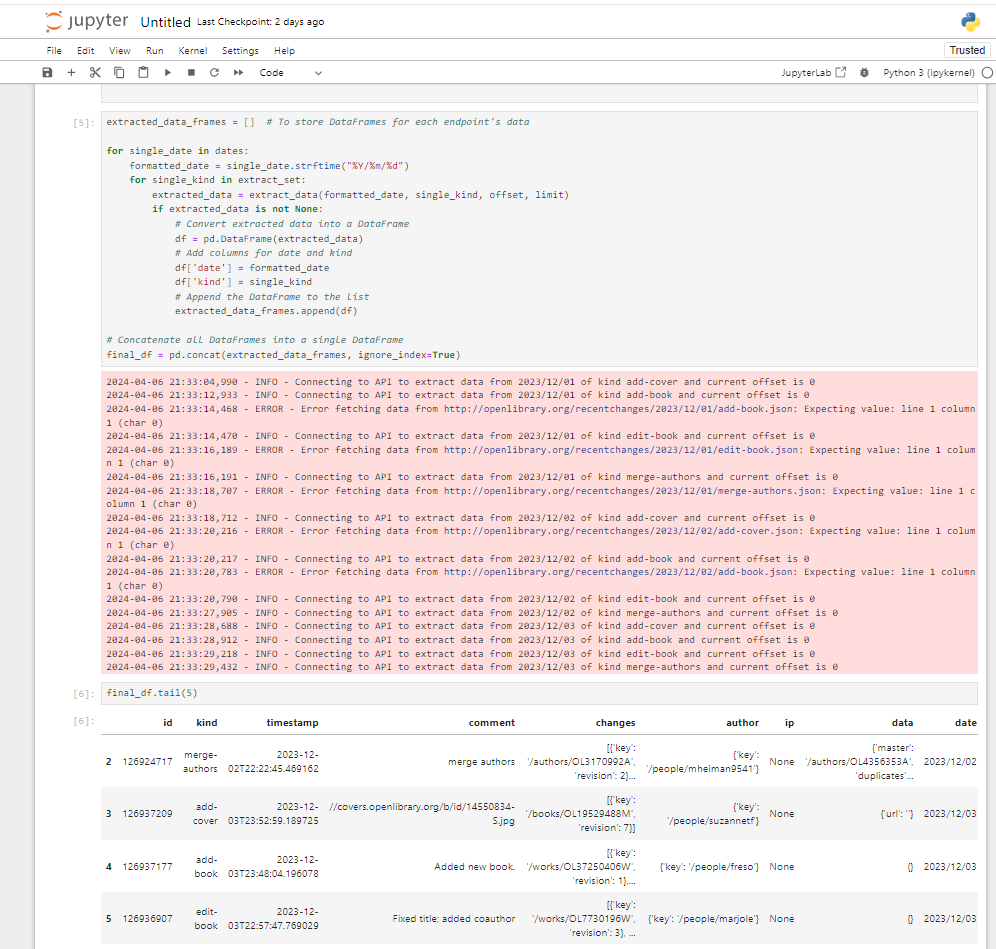 jupyter Untitled Last Checkpoint: 2 days ago
File Edit View Run Kernel Settings Help Trusted
Code JupyterLab Python 3 (ipykernel)
[5]: extracted_data_frames = []  # To store DataFrames for each endpoint's data
for single_date in dates:
    formatted_date = single_date.strftime("%Y/%m/%d")
    for single_kind in extract_set:
        extracted_data = extract_data(formatted_date, single_kind, offset, limit)
        if extracted_data is not None:
            # Convert extracted data into a DataFrame
            df = pd.DataFrame(extracted_data)
            # Add columns for date and kind
            df['date'] = formatted_date
            df['kind'] = single_kind
            # Append the DataFrame to the list
            extracted_data_frames.append(df)
# Concatenate all DataFrames into a single DataFrame
final_df = pd.concat(extracted_data_frames, ignore_index=True)
2024-04-06 21:33:04,990 - INFO - Connecting to API to extract data from 2023/12/01 of kind add-cover and current offset is 0
2024-04-06 21:33:12,933 - INFO - Connecting to API to extract data from 2023/12/01 of kind add-book and current offset is 0
2024-04-06 21:33:14,468 - ERROR - Error fetching data from http://openlibrary.org/recentchanges/2023/12/01/add-book.json: Expecting value: line 1 column
1 (char 0)
2024-04-06 21:33:14,470 - INFO - Connecting to API to extract data from 2023/12/01 of kind edit-book and current offset is 0
2024-04-06 21:33:16,189 - ERROR - Error fetching data from http://openlibrary.org/recentchanges/2023/12/01/edit-book.json: Expecting value: line 1 colum
n 1 (char 0)
2024-04-06 21:33:16,191 - INFO - Connecting to API to extract data from 2023/12/01 of kind merge-authors and current offset is 0
2024-04-06 21:33:18,707 - ERROR - Error fetching data from http://openlibrary.org/recentchanges/2023/12/01/merge-authors.json: Expecting value: line 1 c
olumn 1 (char 0)
2024-04-06 21:33:18,712 - INFO - Connecting to API to extract data from 2023/12/02 of kind add-cover and current offset is 0
2024-04-06 21:33:20,216 - ERROR - Error fetching data from http://openlibrary.org/recentchanges/2023/12/02/add-cover.json: Expecting value: line 1 colum
n 1 (char 0)
2024-04-06 21:33:20,217 - INFO - Connecting to API to extract data from 2023/12/02 of kind add-book and current offset is 0
2024-04-06 21:33:20,783 - ERROR - Error fetching data from http://openlibrary.org/recentchanges/2023/12/02/add-book.json: Expecting value: line 1 column
1 (char 0)
2024-04-06 21:33:20,790 - INFO - Connecting to API to extract data from 2023/12/02 of kind edit-book and current offset is 0
2024-04-06 21:33:27,905 - INFO - Connecting to API to extract data from 2023/12/02 of kind merge-authors and current offset is 0
2024-04-06 21:33:28,688 - INFO - Connecting to API to extract data from 2023/12/03 of kind add-cover and current offset is 0
2024-04-06 21:33:28,912 - INFO - Connecting to API to extract data from 2023/12/03 of kind add-book and current offset is 0
2024-04-06 21:33:29,218 - INFO - Connecting to API to extract data from 2023/12/03 of kind edit-book and current offset is 0
2024-04-06 21:33:29,432 - INFO - Connecting to API to extract data from 2023/12/03 of kind merge-authors and current offset is 0
[6]: final_df.tail(5)
[6]: id kind timestamp comment changes author ip data date
2 126924717 merge-authors 2023-12-02T22:22:45.469162 merge authors [{'key': '/authors/OL3170992A', 'revision': 2}... {'key': '/people/mheiman9541'} None {'master': '/authors/OL4356353A', 'duplicates'... 2023/12/02
3 126937209 add-cover 2023-12-03T23:52:59.189725 //covers.openlibrary.org/b/id/14550834-S.jpg [{'key': '/books/OL19529488M', 'revision': 7}] {'key': '/people/suzannetf'} None {'url': ''} 2023/12/03
4 126937177 add-book 2023-12-03T23:48:04.196078 Added new book. [{'key': '/works/OL37250406W', 'revision': 1},... {'key': '/people/freso'} None {} 2023/12/03
5 126936907 edit-book 2023-12-03T22:57:47.769029 Fixed title; added coauthor [{'key': '/works/OL7730196W', 'revision': 3}, ... {'key': '/people/marjole'} None {} 2023/12/03